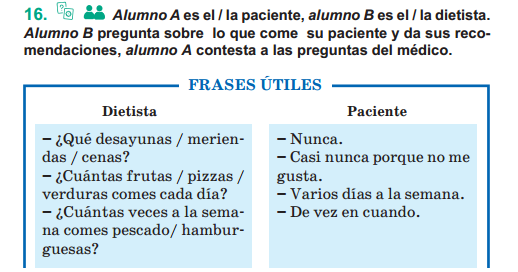 16. Alumno A es el / la paciente, alumno B es el / la dietista.
Alumno B pregunta sobre lo que come su paciente y da sus reco-
mendaciones, alumno A contesta a las preguntas del médico.
FRASES ÚTILES
Dietista
– ¿Qué desayunas / merien-
das / cenas?
– ¿Cuántas frutas / pizzas /
verduras comes cada día?
– ¿Cuántas veces a la sema-
na comes pescado/ hambur-
guesas?
Paciente
– Nunca.
– Casi nunca porque no me
gusta.
– Varios días a la semana.
– De vez en cuando.